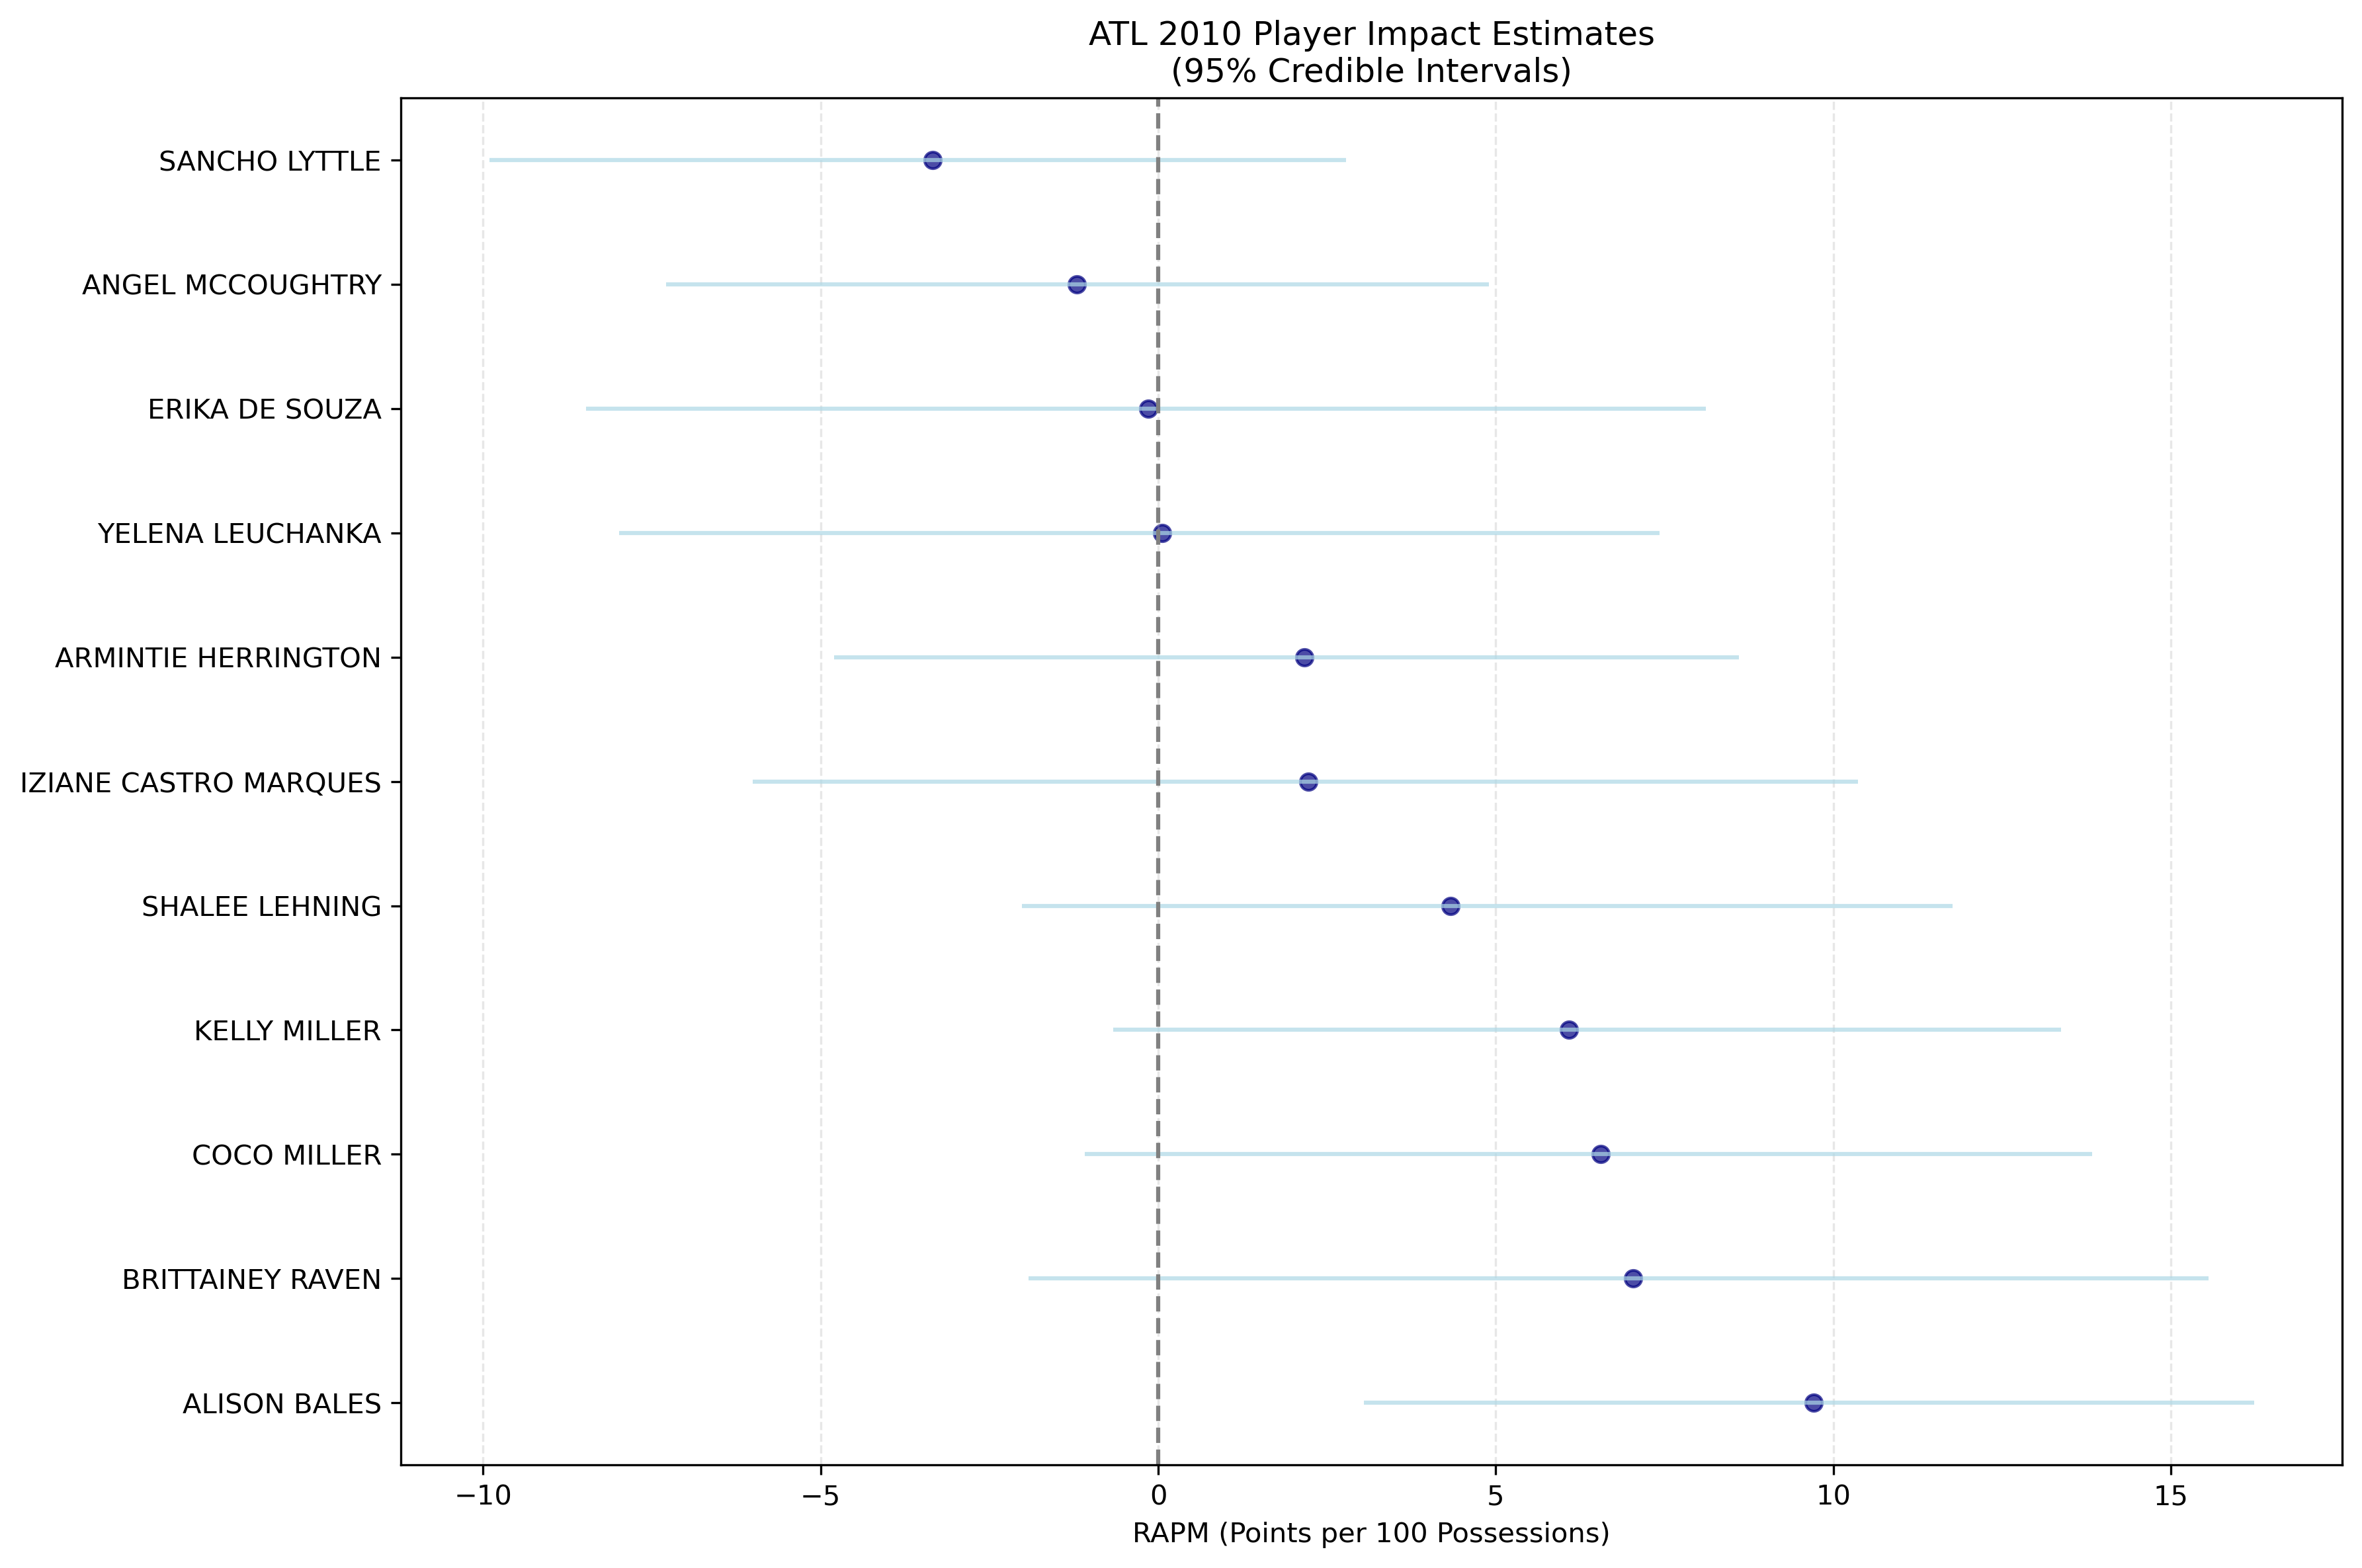 ATL 2010 Player Impact Estimates
(95% Credible Intervals)
SANCHO LYTTLE
ANGEL MCCOUGHTRY
ERIKA DE SOUZA
YELENA LEUCHANKA
ARMINTIE HERRINGTON
IZIANE CASTRO MARQUES
SHALEE LEHNING
KELLY MILLER
COCO MILLER
BRITTAINEY RAVEN
ALISON BALES
−10 −5 0 5 10 15
RAPM (Points per 100 Possessions)